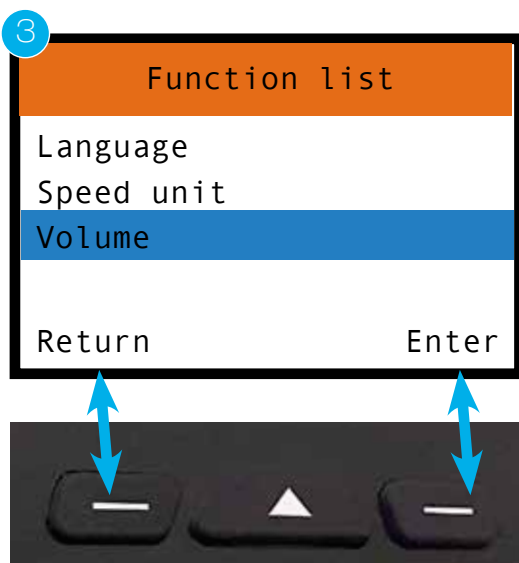 3
Function list
Language
Speed unit
Volume
Return Enter